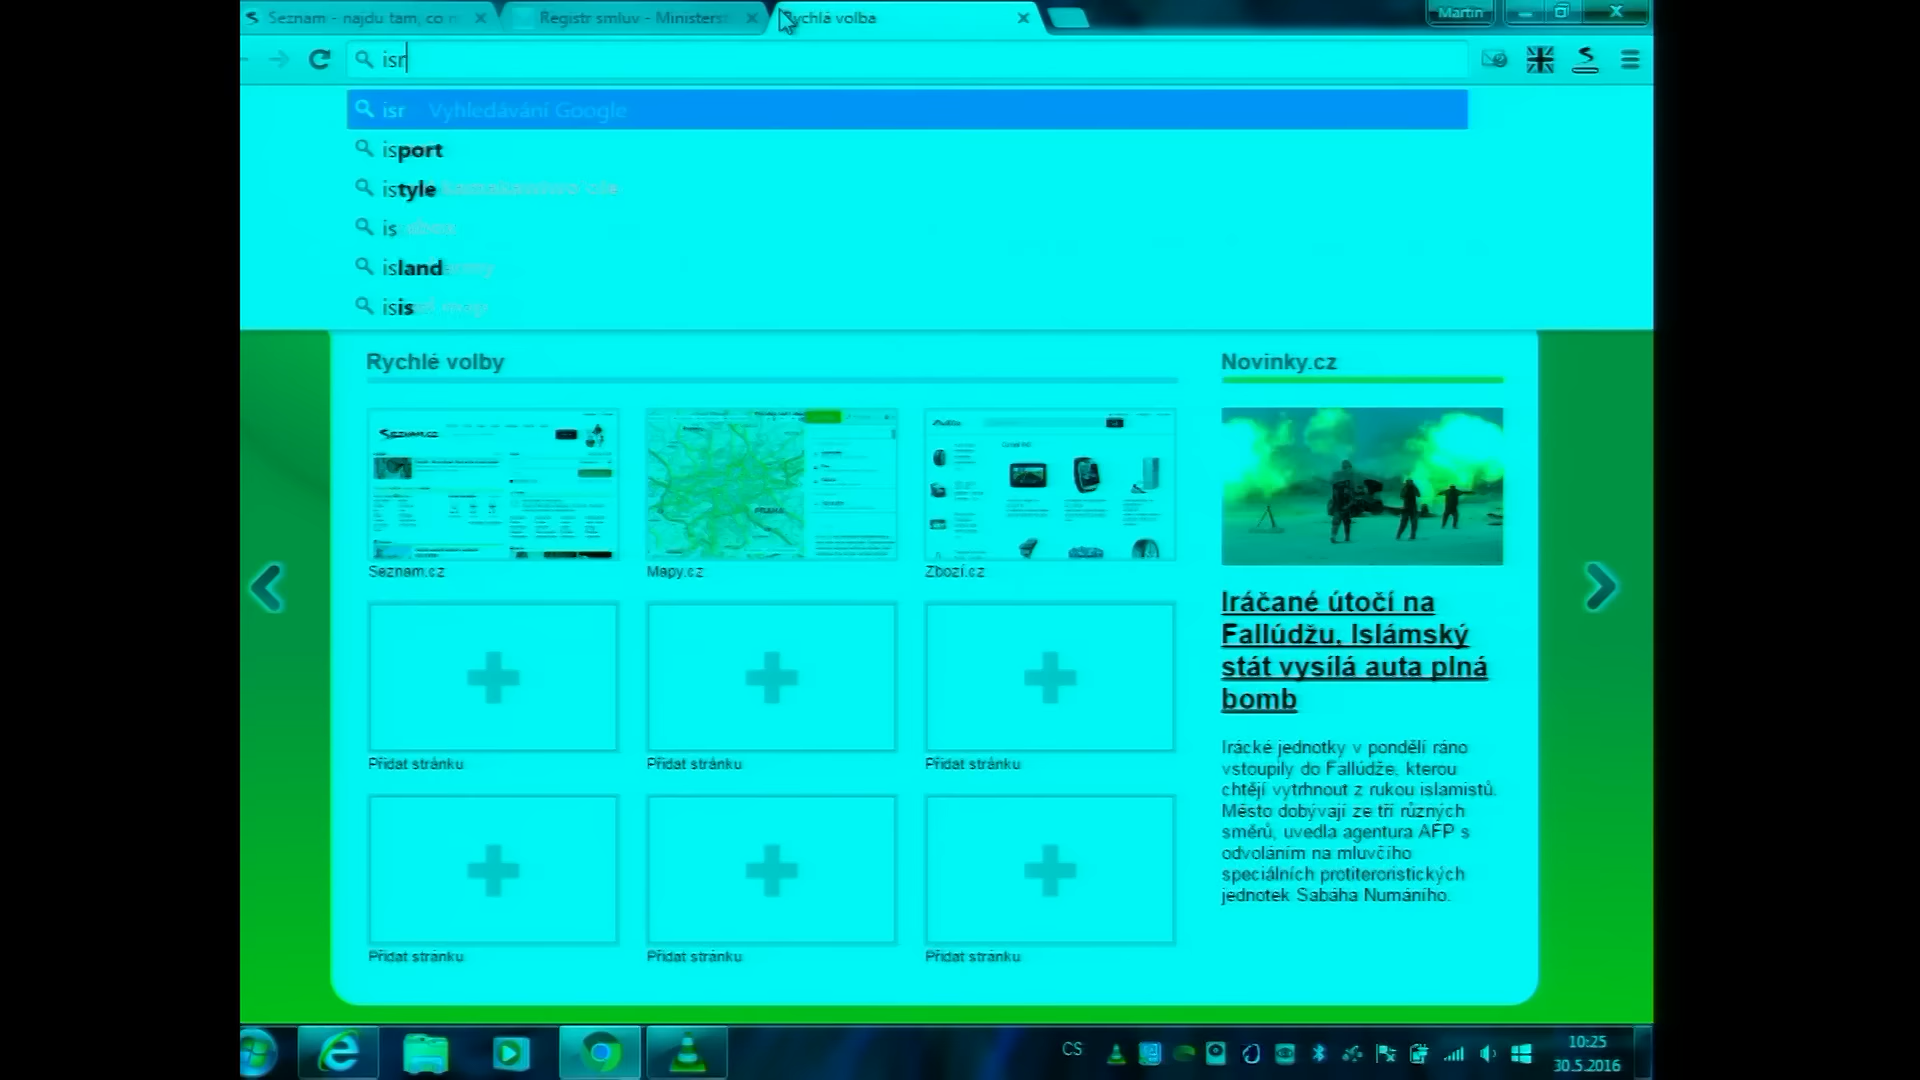 Seznam - najdu tam, co n
Registr smluv - Ministerst
Rychlá volba
Martin
isr
isr Vyhledávání Google
isport
istyle
is
island
isis
Rychlé volby
Novinky.cz
Seznam.cz
Mapy.cz
Zboží.cz
Iráčané útočí na
Fallúdžu, Islámský
stát vysílá auta plná
bomb
Irácké jednotky v pondělí ráno
vstoupily do Fallúdže, kterou
chtějí vytrhnout z rukou islamistů.
Město dobývají ze tří různých
směrů, uvedla agentura AFP s
odvoláním na mluvčího
speciálních protiteroristických
jednotek Sabáha Numáního.
Přidat stránku
Přidat stránku
Přidat stránku
Přidat stránku
Přidat stránku
Přidat stránku
CS
10:25
30.5.2016